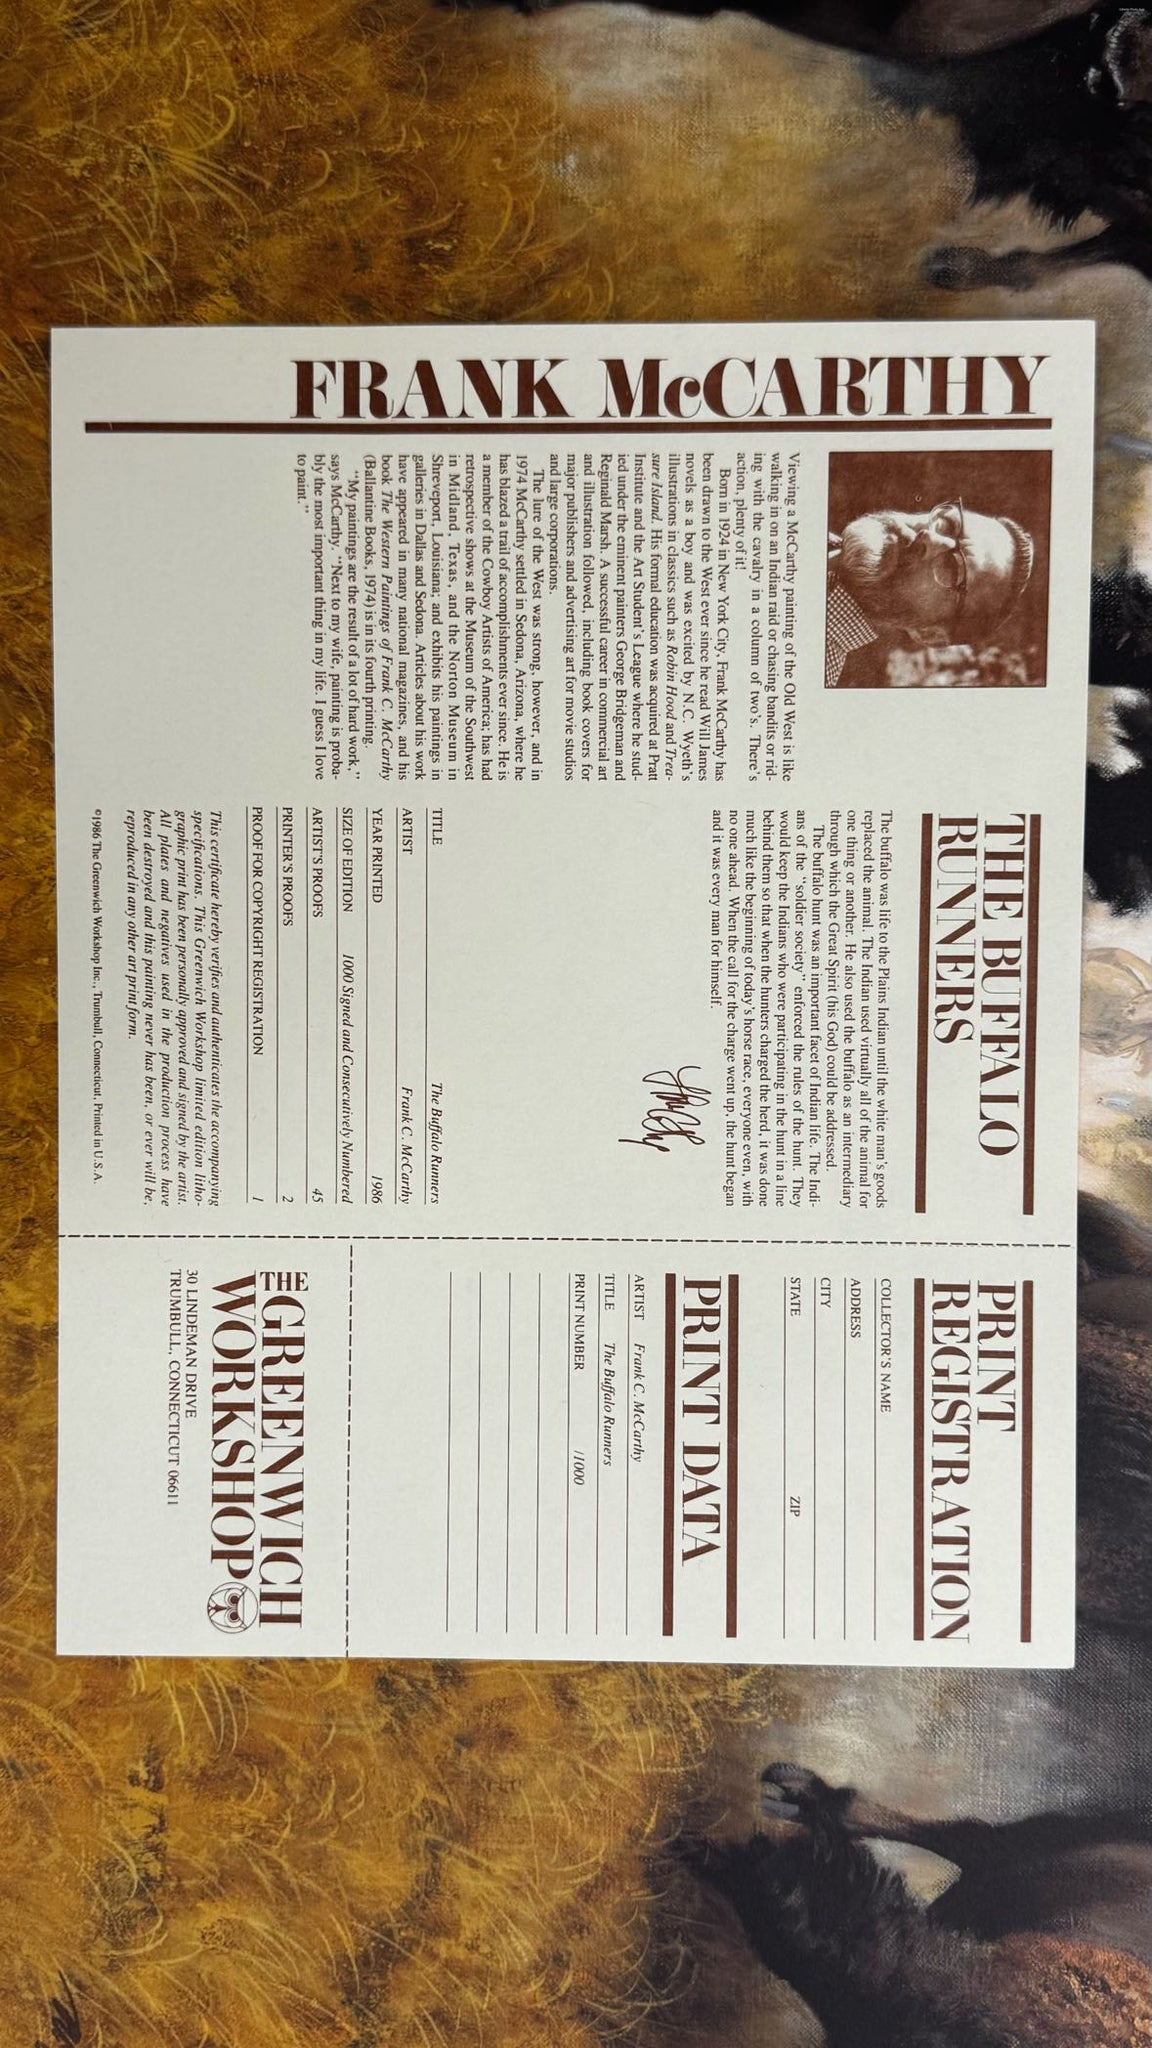 FRANK McCARTHY
Viewing a McCarthy painting of the Old West is like
walking in on an Indian raid or chasing bandits or rid-
ing with the cavalry in a column of two's. There's
action, plenty of it!
Born in 1924 in New York City, Frank McCarthy has
been drawn to the West ever since he read Will James
novels as a boy and was excited by N.C. Wyeth's
illustrations in classics such as Robin Hood and Trea-
sure Island. His formal education was acquired at Pratt
Institute and the Art Student's League where he stud-
ied under the eminent painters George Bridgeman and
Reginald Marsh. A successful career in commercial art
and illustration followed, including book covers for
major publishers and advertising art for movie studios
and large corporations.
The lure of the West was strong, however, and in
1974 McCarthy settled in Sedona, Arizona, where he
has blazed a trail of accomplishments ever since. He is
a member of the Cowboy Artists of America; has had
retrospective shows at the Museum of the Southwest
in Midland, Texas, and the Norton Museum in
Shreveport, Louisiana; and exhibits his paintings in
galleries in Dallas and Sedona. Articles about his work
have appeared in many national magazines, and his
book The Western Paintings of Frank C. McCarthy
(Ballantine Books, 1974) is in its fourth printing.
"My paintings are the result of a lot of hard work,"
says McCarthy. "Next to my wife, painting is proba-
bly the most important thing in my life. I guess I love
to paint."
THE BUFFALO
RUNNERS
The buffalo was life to the Plains Indian until the white man's goods
replaced the animal. The Indian used virtually all of the animal for
one thing or another. He also used the buffalo as an intermediary
through which the Great Spirit (his God) could be addressed.
The buffalo hunt was an important facet of Indian life. The Indi-
ans of the "soldier society" enforced the rules of the hunt. They
would keep the Indians who were participating in the hunt in a line
behind them so that when the hunters charged the herd, it was done
much like the beginning of today's horse race, everyone even, with
no one ahead. When the call for the charge went up, the hunt began
and it was every man for himself.
TITLE The Buffalo Runners
ARTIST Frank C. McCarthy
YEAR PRINTED 1986
SIZE OF EDITION 1000 Signed and Consecutively Numbered
ARTIST'S PROOFS 45
PRINTER'S PROOFS 2
PROOF FOR COPYRIGHT REGISTRATION 1
This certificate hereby verifies and authenticates the accompanying
specifications. This Greenwich Workshop limited edition litho-
graphic print has been personally approved and signed by the artist.
All plates and negatives used in the production process have
been destroyed and this painting never has been, or ever will be,
reproduced in any other art print form.
©1986 The Greenwich Workshop Inc., Trumbull, Connecticut. Printed in U.S.A.
PRINT
REGISTRATION
COLLECTOR'S NAME
ADDRESS
CITY
STATE ZIP
PRINT DATA
ARTIST Frank C. McCarthy
TITLE The Buffalo Runners
PRINT NUMBER /1000
THE GREENWICH
WORKSHOP
30 LINDEMAN DRIVE
TRUMBULL, CONNECTICUT 06611